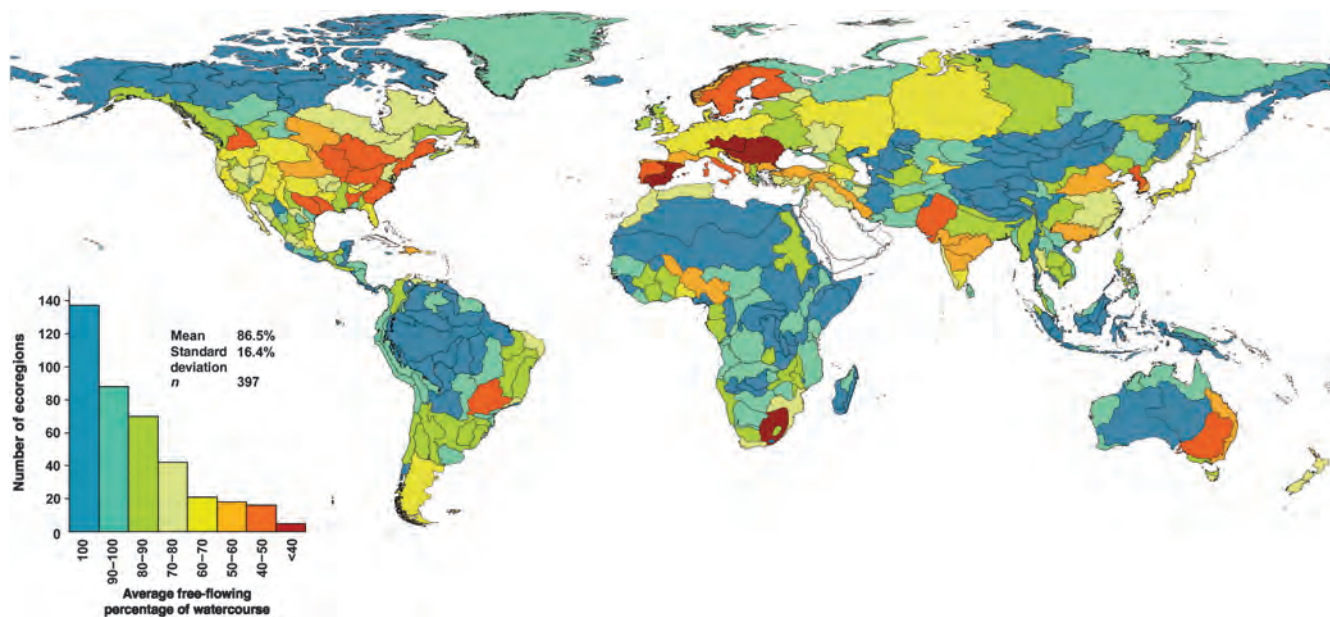 140
120
100
80
60
40
20
0
Number of ecoregions
Mean 86.5%
Standard 16.4%
deviation
n 397
100
90–100
80–90
70–80
60–70
50–60
40–50
<40
Average free-flowing
percentage of watercourse